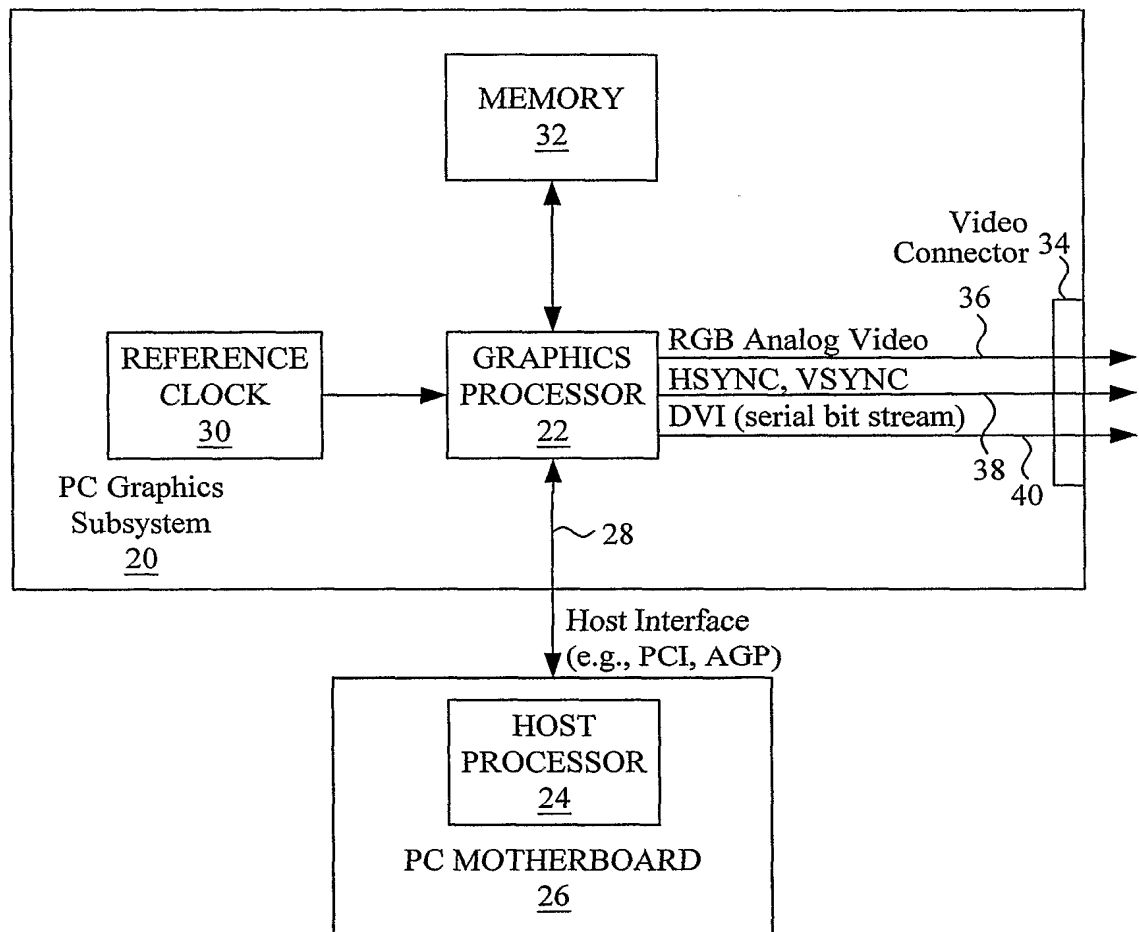 MEMORY
32
Video
Connector
34
36
REFERENCE
CLOCK
30
GRAPHICS
PROCESSOR
22
RGB Analog Video
HSYNC, VSYNC
DVI (serial bit stream)
38
40
PC Graphics
Subsystem
20
28
Host Interface
(e.g., PCI, AGP)
HOST
PROCESSOR
24
PC MOTHERBOARD
26